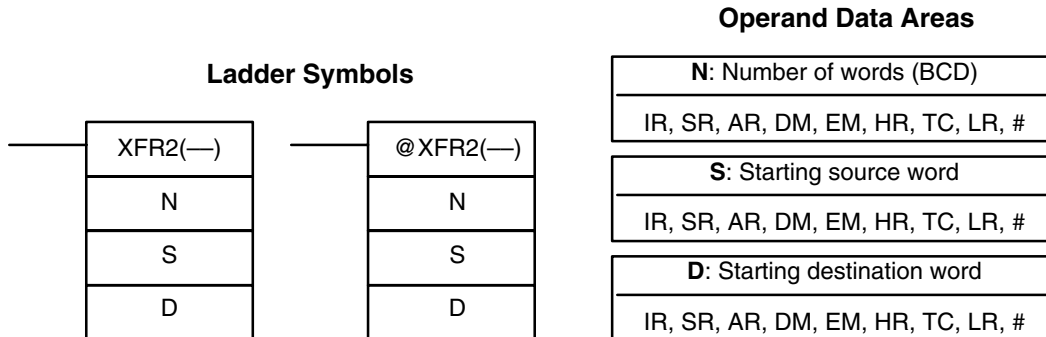 Operand Data Areas
Ladder Symbols
N: Number of words (BCD)
IR, SR, AR, DM, EM, HR, TC, LR, #
XFR2(—)
@XFR2(—)
S: Starting source word
N
N
IR, SR, AR, DM, EM, HR, TC, LR, #
S
S
D: Starting destination word
D
D
IR, SR, AR, DM, EM, HR, TC, LR, #